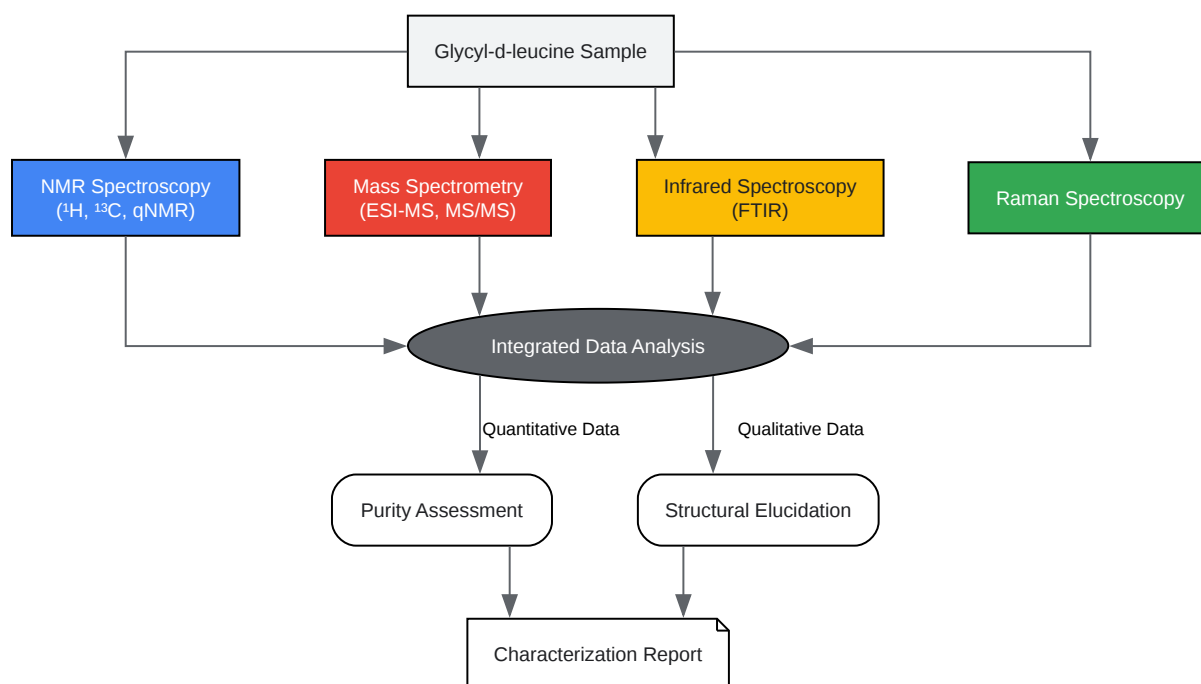 Glycyl-d-leucine Sample
NMR Spectroscopy
(¹H, ¹³C, qNMR)
Mass Spectrometry
(ESI-MS, MS/MS)
Infrared Spectroscopy
(FTIR)
Raman Spectroscopy
Integrated Data Analysis
Quantitative Data
Qualitative Data
Purity Assessment
Structural Elucidation
Characterization Report